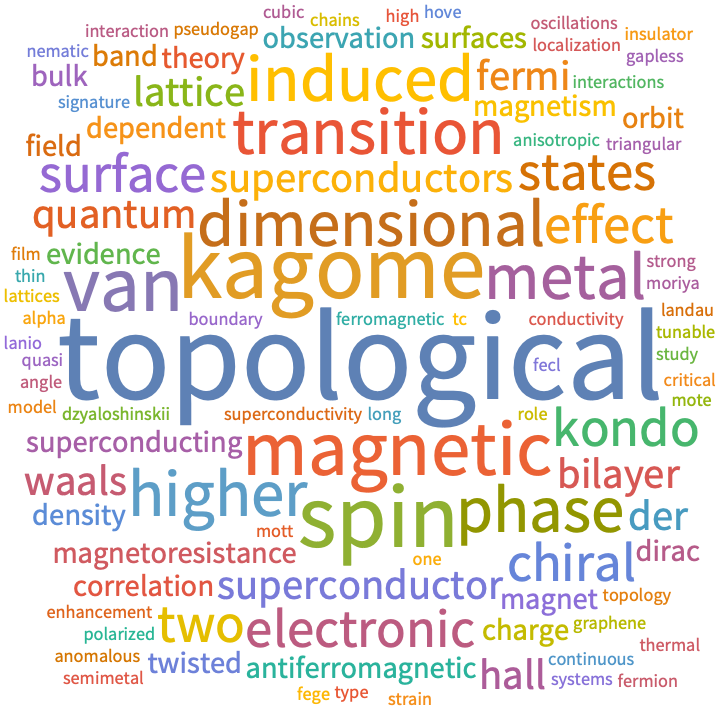 cubic chains high hove
interaction pseudogap oscillations
nematic band theory observation surfaces localization insulator
bulk lattice induced fermi interactions gapless
signature magnetism
field dependent transition anisotropic triangular orbit
surface superconductors states
quantum dimensional effect
film evidence kagome metal strong
thin van moriya
lattices
alpha boundary ferromagnetic tc conductivity landau
lanio topological tunable
quasi study
angle fecl critical
model mote
dzyaloshinskii superconductivity long role kondo
superconducting magnetic
waals higher bilayer
density spin phase der
mott
magnetoresistance one chiral dirac
correlation superconductor magnet topology
enhancement
polarized two electronic charge graphene
anomalous twisted antiferromagnetic hall continuous thermal
semimetal systems fermion
fege type strain